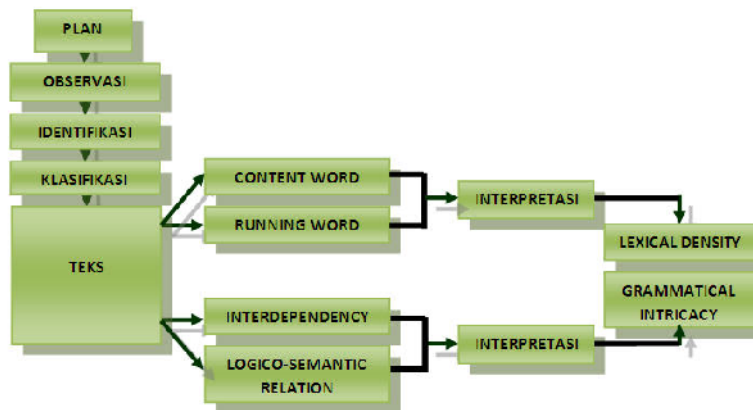 PLAN
OBSERVASI
IDENTIFIKASI
KLASIFIKASI
TEKS
CONTENT WORD
RUNNING WORD
INTERDEPENDENCY
LOGICO-SEMANTIC
RELATION
INTERPRETASI
INTERPRETASI
LEXICAL DENSITY
GRAMMATICAL
INTRICACY